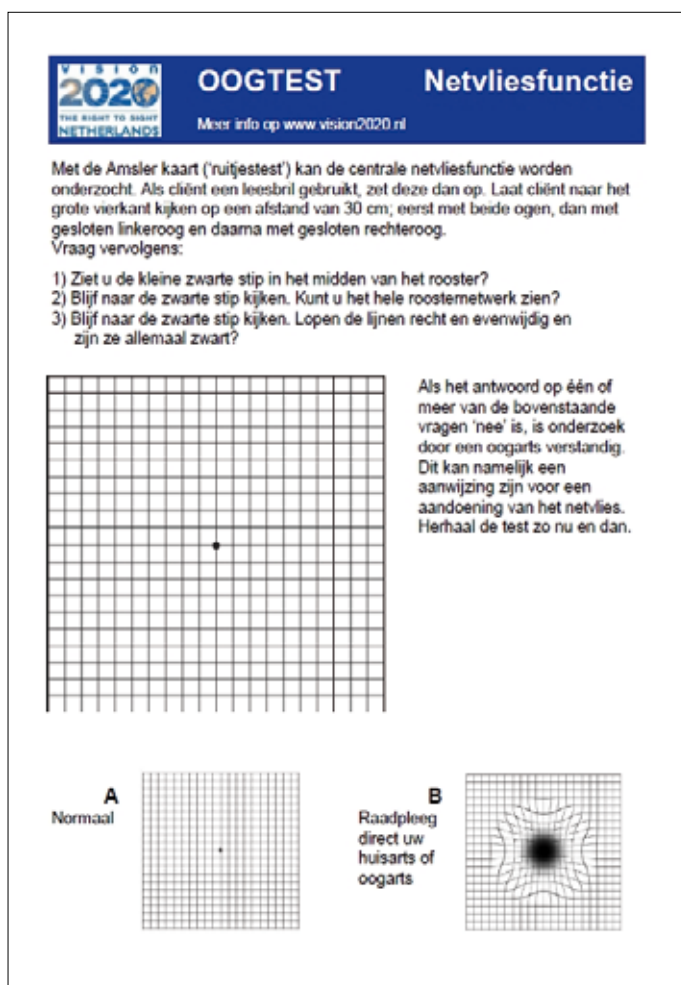 VISION
2020
THE RIGHT TO SIGHT
NETHERLANDS
OOGTEST Netvliesfunctie
Meer info op www.vision2020.nl
Met de Amsler kaart (‘ruitjestest’) kan de centrale netvliesfunctie worden
onderzocht. Als cliënt een leesbril gebruikt, zet deze dan op. Laat cliënt naar het
grote vierkant kijken op een afstand van 30 cm; eerst met beide ogen, dan met
gesloten linkeroog en daarna met gesloten rechteroog.
Vraag vervolgens:
1) Ziet u de kleine zwarte stip in het midden van het rooster?
2) Blijf naar de zwarte stip kijken. Kunt u het hele roosternetwerk zien?
3) Blijf naar de zwarte stip kijken. Lopen de lijnen recht en evenwijdig en
zijn ze allemaal zwart?
Als het antwoord op één of
meer van de bovenstaande
vragen ‘nee’ is, is onderzoek
door een oogarts verstandig.
Dit kan namelijk een
aanwijzing zijn voor een
aandoening van het netvlies.
Herhaal de test zo nu en dan.
A
Normaal
B
Raadpleeg
direct uw
huisarts of
oogarts